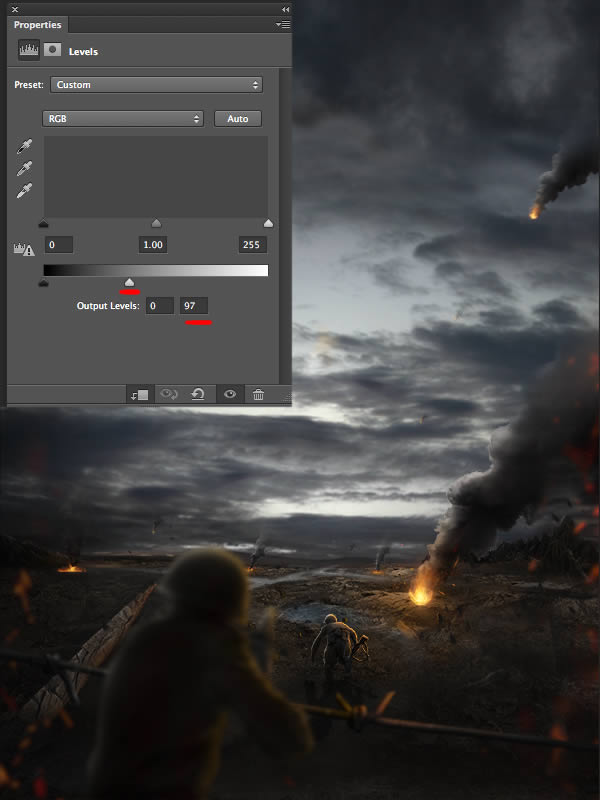 Properties
Levels
Preset: Custom
RGB Auto
0 1.00 255
Output Levels: 0 97